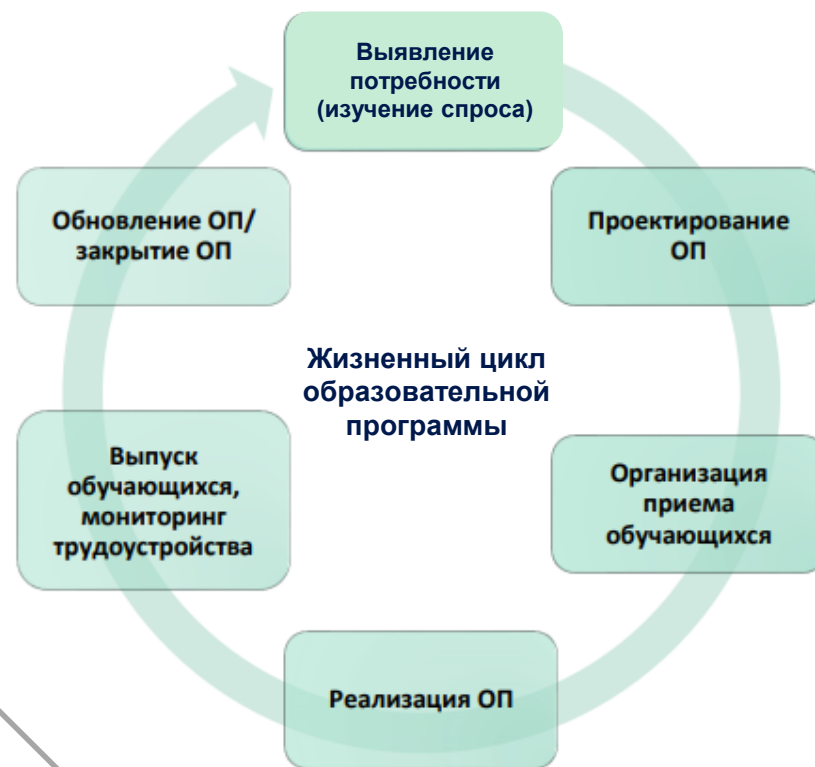 Выявление
потребности
(изучение спроса)
Проектирование
ОП
Организация
приема
обучающихся
Реализация ОП
Выпуск
обучающихся,
мониторинг
трудоустройства
Обновление ОП/
закрытие ОП
Жизненный цикл
образовательной
программы